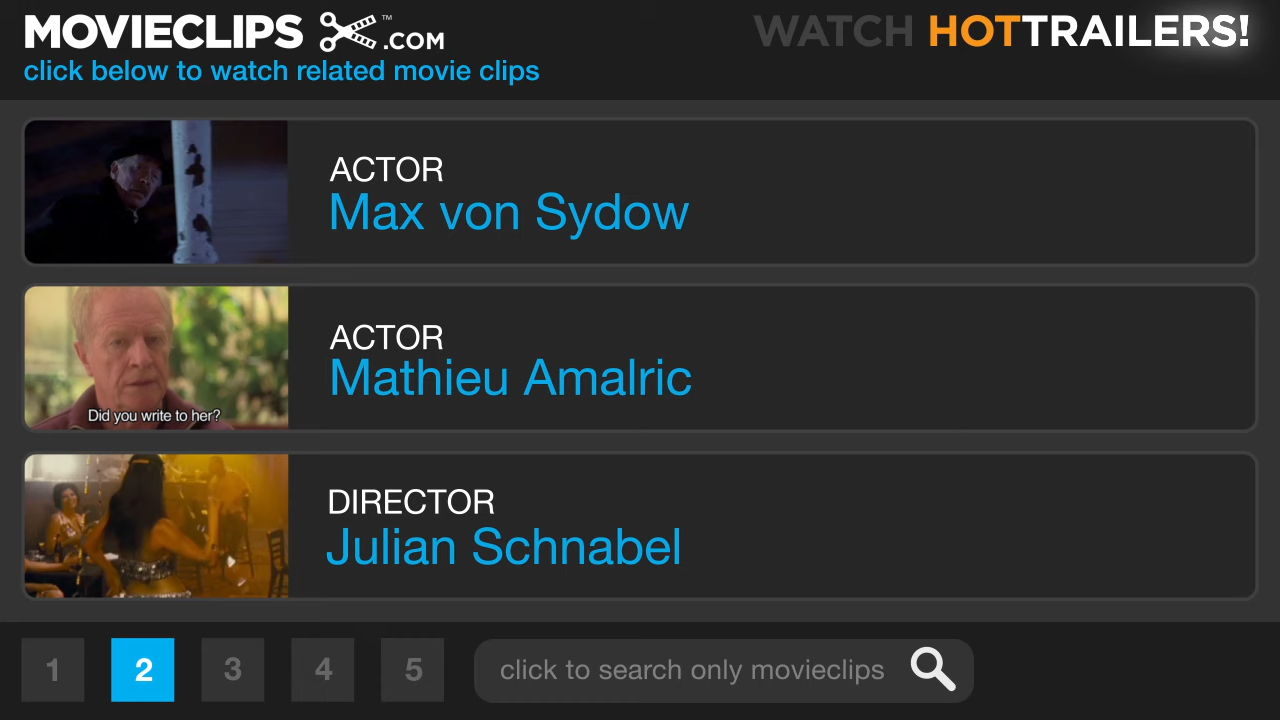 MOVIECLIPS ™ .COM
WATCH HOTTRAILERS!
click below to watch related movie clips
ACTOR
Max von Sydow
ACTOR
Mathieu Amalric
Did you write to her?
DIRECTOR
Julian Schnabel
1 2 3 4 5
click to search only movieclips